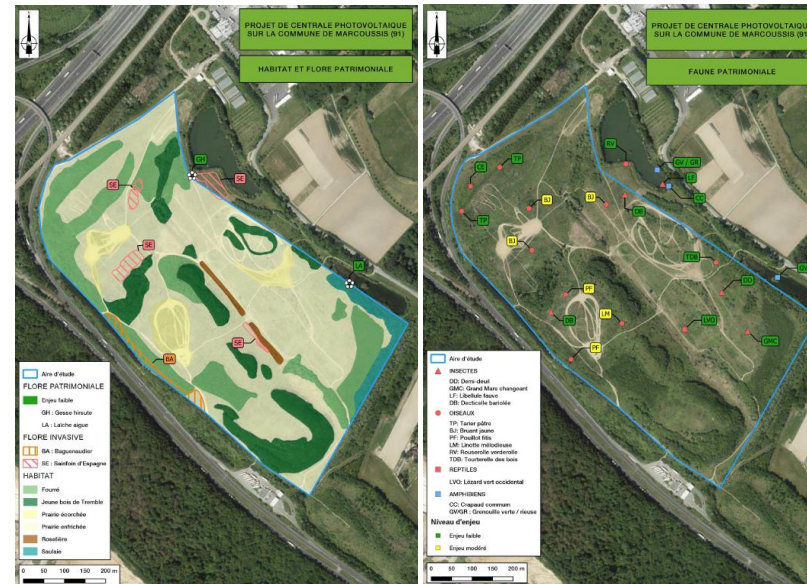 PROJET DE CENTRALE PHOTOVOLTAIQUE
SUR LA COMMUNE DE MARCOUSSIS (91)
HABITAT ET FLORE PATRIMONIALE
GH
SE
SE
SE
LA
SE
BA
Aire d'étude
FLORE PATRIMONIALE
Enjeu faible
GH : Gesse hirsute
LA : Laîche aigue
FLORE INVASIVE
BA : Baguenaudier
SE : Sainfoin d'Espagne
HABITAT
Fourré
Jeune bois de Tremble
Prairie écorchée
Prairie enfrichée
Roselière
Saulaie
0 50 100 150 200 m
PROJET DE CENTRALE PHOTOVOLTAIQUE
SUR LA COMMUNE DE MARCOUSSIS (91)
FAUNE PATRIMONIALE
RV
GV / GR
LF
CC
CE
TP
TP
BJ
BJ
DB
BJ
TDB
GV
DD
PF
DB
LM
LVO
GMC
PF
Aire d'étude
INSECTES
DD: Demi-deuil
GMC: Grand Mars changeant
LF: Libellule fauve
DB: Decticelle bariolée
OISEAUX
TP: Tarier pâtre
BJ: Bruant jaune
PF: Pouillot fitis
LM: Linotte mélodieuse
RV: Rouserolle verderolle
TDB: Tourterelle des bois
REPTILES
LVO: Lézard vert occidental
AMPHIBIENS
CC: Crapaud commun
GV/GR : Grenouille verte / rieuse
Niveau d'enjeu
Enjeu faible
Enjeu modéré
0 50 100 150 200 m